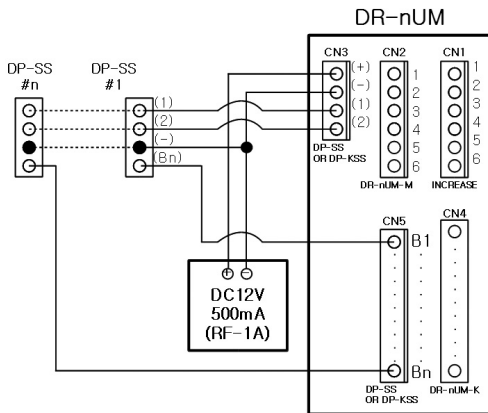 DR-nUM
DP-SS
#n
DP-SS
#1
(1)
(2)
(-)
(Bn)
CN3
(+)
(-)
(1)
(2)
DP-SS
OR DP-KSS
CN2
1
2
3
4
5
6
DR-nUM-M
CN1
1
2
3
4
5
6
INCREASE
DC12V
500mA
(RF-1A)
CN5
B1
Bn
DP-SS
OR DP-KSS
CN4
DR-nUM-K